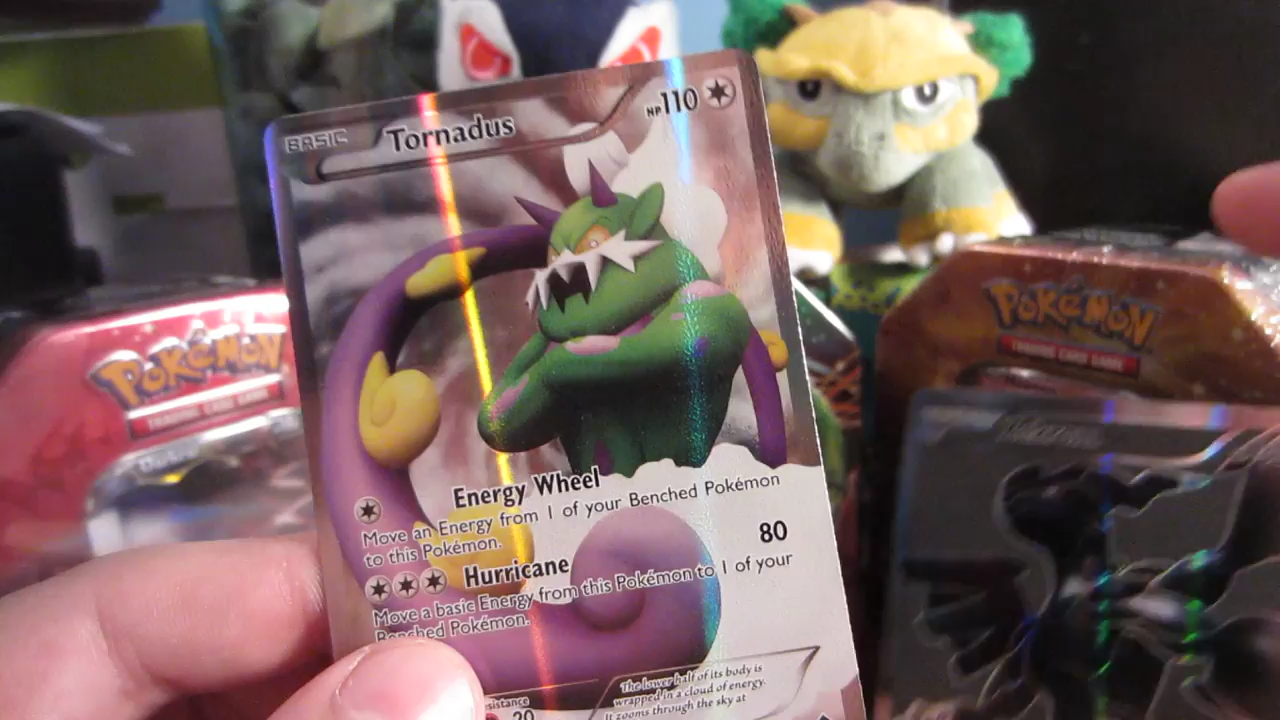 BASIC Tornadus HP110
Energy Wheel
Move an Energy from 1 of your Benched Pokémon
to this Pokémon.
Hurricane 80
Move a basic Energy from this Pokémon to 1 of your
Benched Pokémon.
sistance
20
The lower half of its body is
wrapped in a cloud of energy.
It zooms through the sky at
POKéMON
TRADING CARD GAME
POKéMON
TRADING CARD GAME